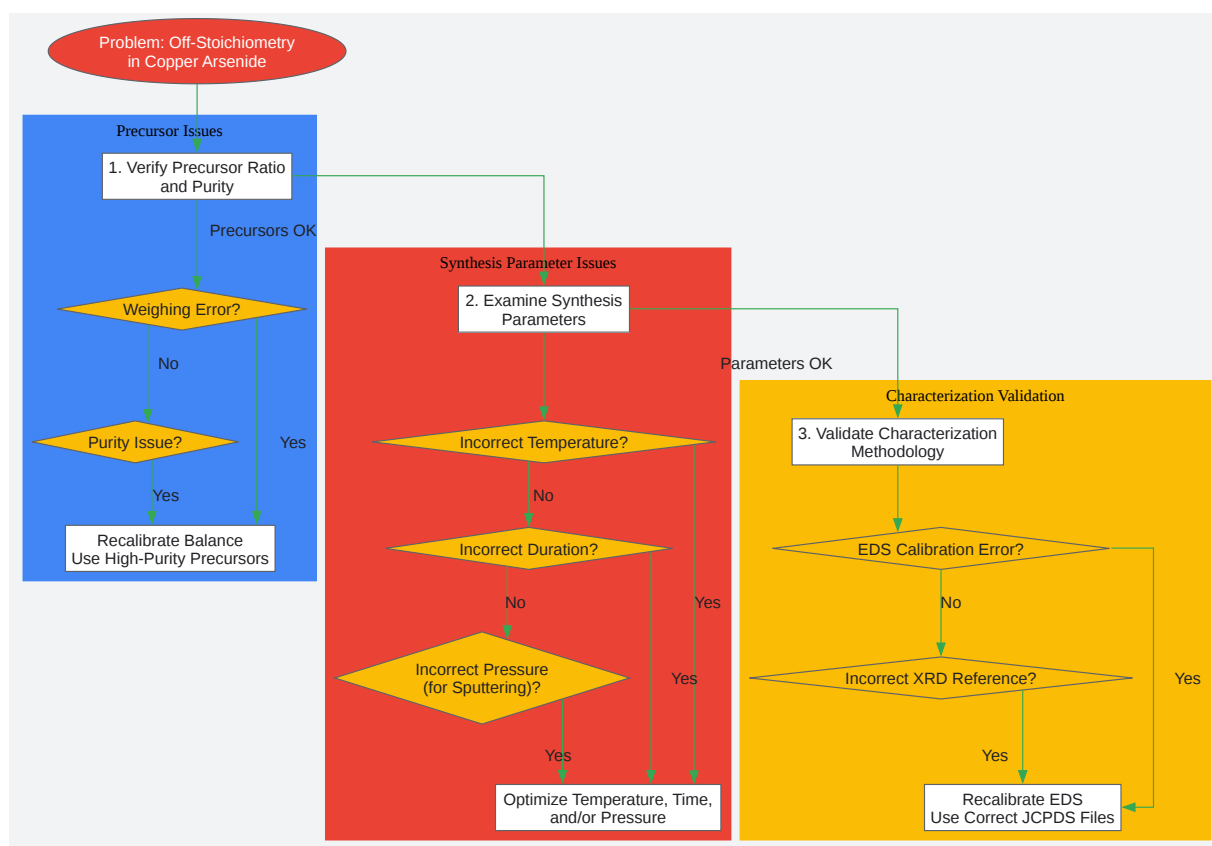 Problem: Off-Stoichiometry
in Copper Arsenide
Precursor Issues
1. Verify Precursor Ratio
and Purity
Precursors OK
Weighing Error?
No
Purity Issue?
Yes
Yes
Recalibrate Balance
Use High-Purity Precursors
Synthesis Parameter Issues
2. Examine Synthesis
Parameters
Parameters OK
Incorrect Temperature?
No
Incorrect Duration?
No
Yes
Incorrect Pressure
(for Sputtering)?
Yes
Yes
Optimize Temperature, Time,
and/or Pressure
Characterization Validation
3. Validate Characterization
Methodology
EDS Calibration Error?
No
Incorrect XRD Reference?
Yes
Yes
Recalibrate EDS
Use Correct JCPDS Files